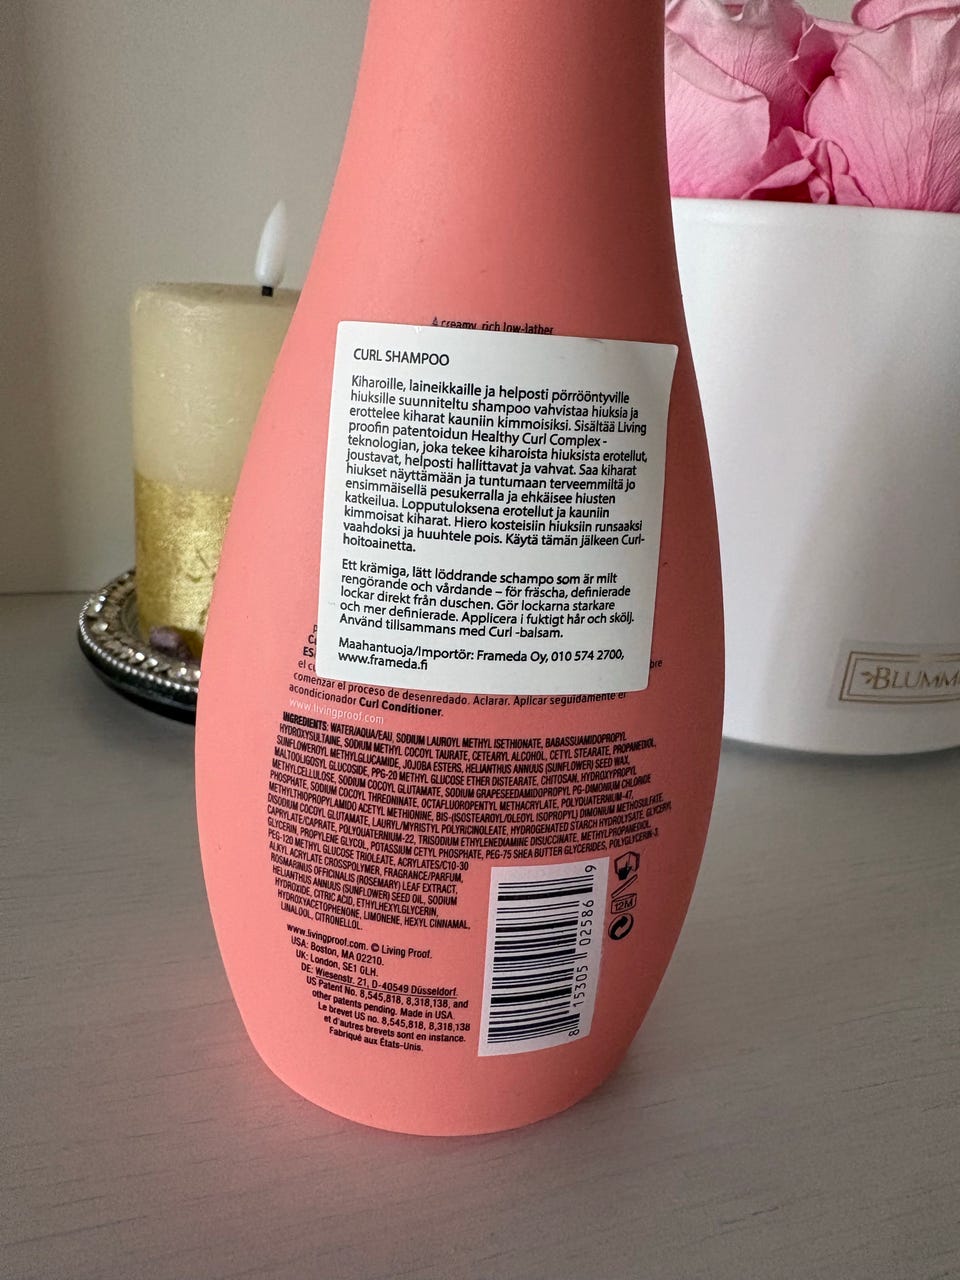 A creamy, rich low-lather
CURL SHAMPOO
Kiharoille, laineikkaille ja helposti pörrööntyville
hiuksille suunniteltu shampoo vahvistaa hiuksia ja
erottelee kiharat kauniin kimmoisiksi. Sisältää Living
proofin patentoidun Healthy Curl Complex -
teknologian, joka tekee kiharoista hiuksista erotellut,
joustavat, helposti hallittavat ja vahvat. Saa kiharat
hiukset näyttämään ja tuntumaan terveemmiltä jo
ensimmäisellä pesukerralla ja ehkäisee hiusten
katkeilua. Lopputuloksena erotellut ja kauniin
kimmoisat kiharat. Hiero kosteisiin hiuksiin runsaaksi
vaahdoksi ja huuhtele pois. Käytä tämän jälkeen Curl-
hoitoainetta.
Ett krämiga, lätt löddrande schampo som är milt
rengörande och vårdande – för fräscha, definierade
lockar direkt från duschen. Gör lockarna starkare
och mer definierade. Applicera i fuktigt hår och skölj.
Använd tillsammans med Curl -balsam.
Maahantuoja/Importör: Frameda Oy, 010 574 2700,
www.frameda.fi
comenzar el proceso de desenredado. Aclarar. Aplicar seguidamente el
acondicionador Curl Conditioner.
www.livingproof.com
INGREDIENTS: WATER/AQUA/EAU, SODIUM LAUROYL METHYL ISETHIONATE, BABASSUAMIDOPROPYL
HYDROXYSULTAINE, SODIUM METHYL COCOYL TAURATE, CETEARYL ALCOHOL, CETYL STEARATE, PROPANEDIOL,
SUNFLOWEROYL METHYLGLUCAMIDE, JOJOBA ESTERS, HELIANTHUS ANNUUS (SUNFLOWER) SEED WAX,
MALTOOLIGOSYL GLUCOSIDE, PPG-20 METHYL GLUCOSE ETHER DISTEARATE, CHITOSAN, HYDROXYPROPYL
METHYLCELLULOSE, SODIUM COCOYL GLUTAMATE, SODIUM GRAPESEEDAMIDOPROPYL PG-DIMONIUM CHLORIDE
PHOSPHATE, SODIUM COCOYL THREONINATE, OCTAFLUOROPENTYL METHACRYLATE, POLYQUATERNIUM-47,
METHYLTHIOPROPYLAMIDO ACETYL METHIONINE, BIS-(ISOSTEAROYL/OLEOYL ISOPROPYL) DIMONIUM METHOSULFATE,
DISODIUM COCOYL GLUTAMATE, LAURYL/MYRISTYL POLYRICINOLEATE, HYDROGENATED STARCH HYDROLYSATE, GLYCERYL
CAPRYLATE/CAPRATE, POLYQUATERNIUM-22, TRISODIUM ETHYLENEDIAMINE DISUCCINATE, METHYLPROPANEDIOL,
GLYCERIN, PROPYLENE GLYCOL, POTASSIUM CETYL PHOSPHATE, PEG-75 SHEA BUTTER GLYCERIDES, POLYGLYCERIN-3,
PEG-120 METHYL GLUCOSE TRIOLEATE, ACRYLATES/C10-30
ALKYL ACRYLATE CROSSPOLYMER, FRAGRANCE/PARFUM,
ROSMARINUS OFFICINALIS (ROSEMARY) LEAF EXTRACT,
HELIANTHUS ANNUUS (SUNFLOWER) SEED OIL, SODIUM
HYDROXIDE, CITRIC ACID, ETHYLHEXYLGLYCERIN,
HYDROXYACETOPHENONE, LIMONENE, HEXYL CINNAMAL,
LINALOOL, CITRONELLOL.
www.livingproof.com. © Living Proof.
USA: Boston, MA 02210.
UK: London, SE1 0LH.
DE: Wiesenstr. 21, D-40549 Düsseldorf.
US Patent No. 8,545,818, 8,318,138, and
other patents pending. Made in USA.
Le brevet US no. 8,545,818, 8,318,138
et d'autres brevets sont en instance.
Fabriqué aux États-Unis.
12M
8 15305 02586 9
BLUMM